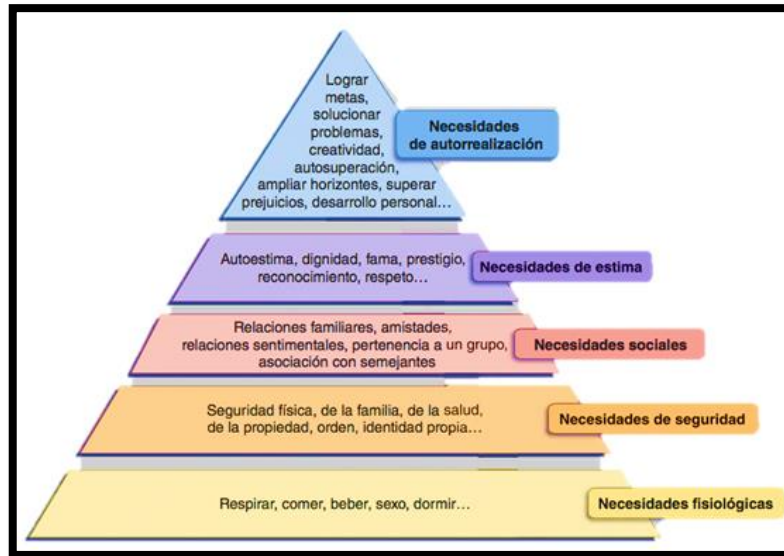 Lograr
metas,
solucionar
problemas,
creatividad,
autosuperación,
ampliar horizontes, superar
prejuicios, desarrollo personal...
Necesidades
de autorrealización
Autoestima, dignidad, fama, prestigio,
reconocimiento, respeto...
Necesidades de estima
Relaciones familiares, amistades,
relaciones sentimentales, pertenencia a un grupo,
asociación con semejantes
Necesidades sociales
Seguridad física, de la familia, de la salud,
de la propiedad, orden, identidad propia...
Necesidades de seguridad
Respirar, comer, beber, sexo, dormir...
Necesidades fisiológicas